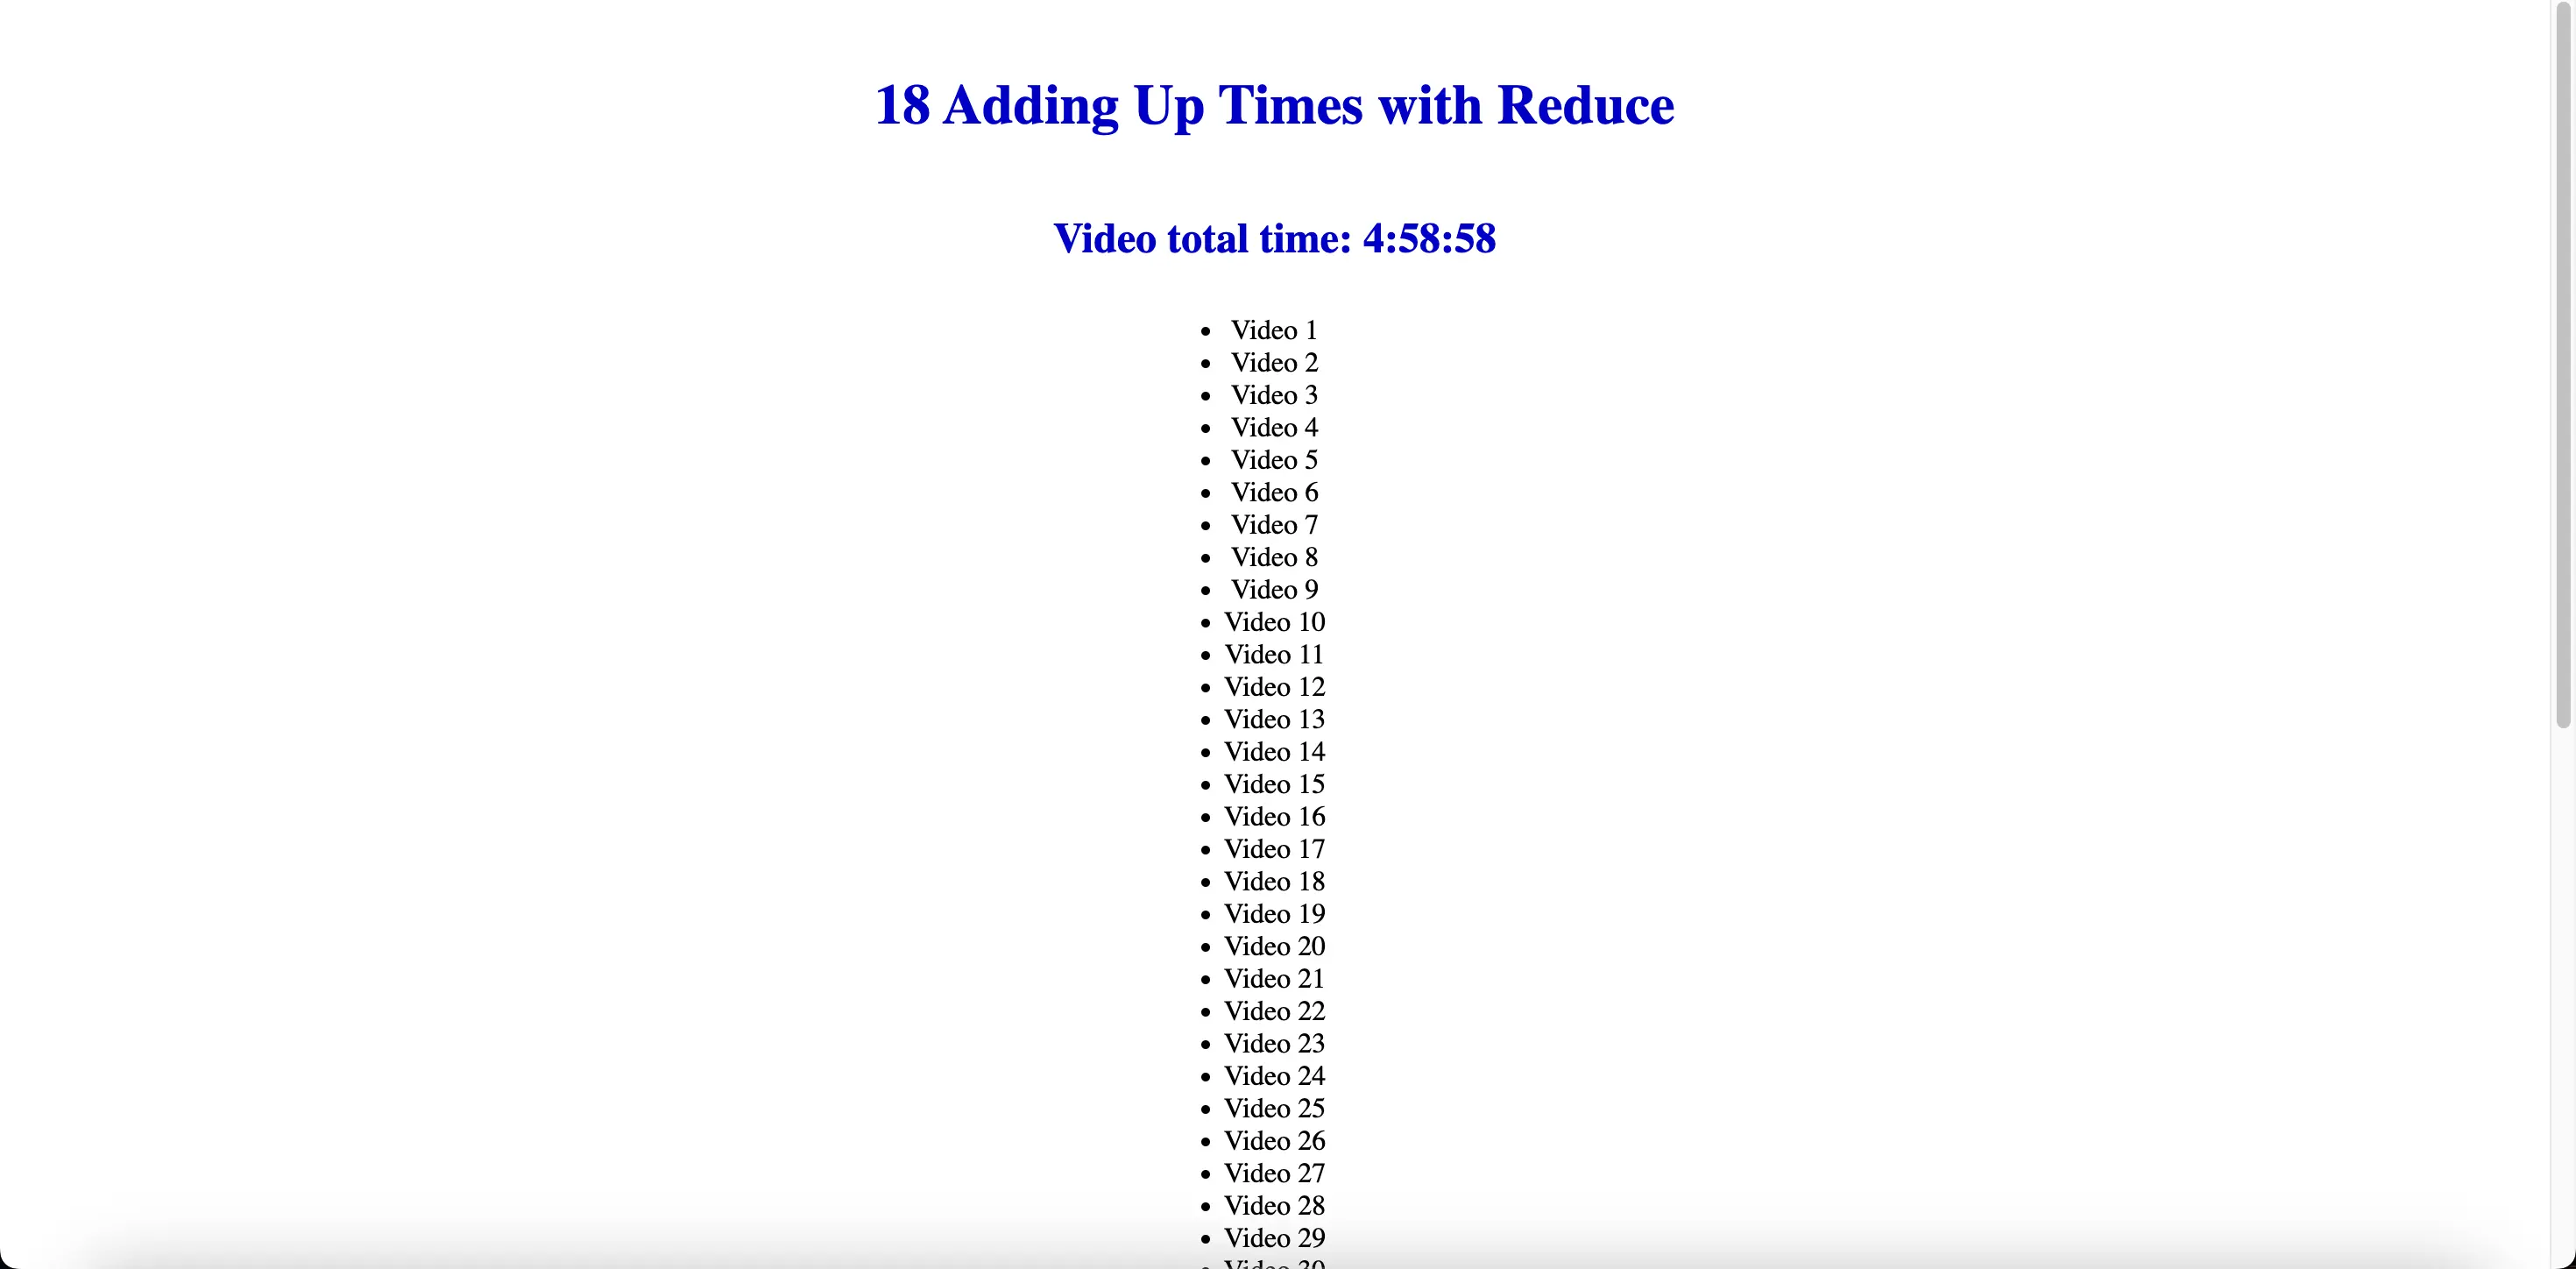 18 Adding Up Times with Reduce
Video total time: 4:58:58
Video 1
Video 2
Video 3
Video 4
Video 5
Video 6
Video 7
Video 8
Video 9
Video 10
Video 11
Video 12
Video 13
Video 14
Video 15
Video 16
Video 17
Video 18
Video 19
Video 20
Video 21
Video 22
Video 23
Video 24
Video 25
Video 26
Video 27
Video 28
Video 29
Video 30